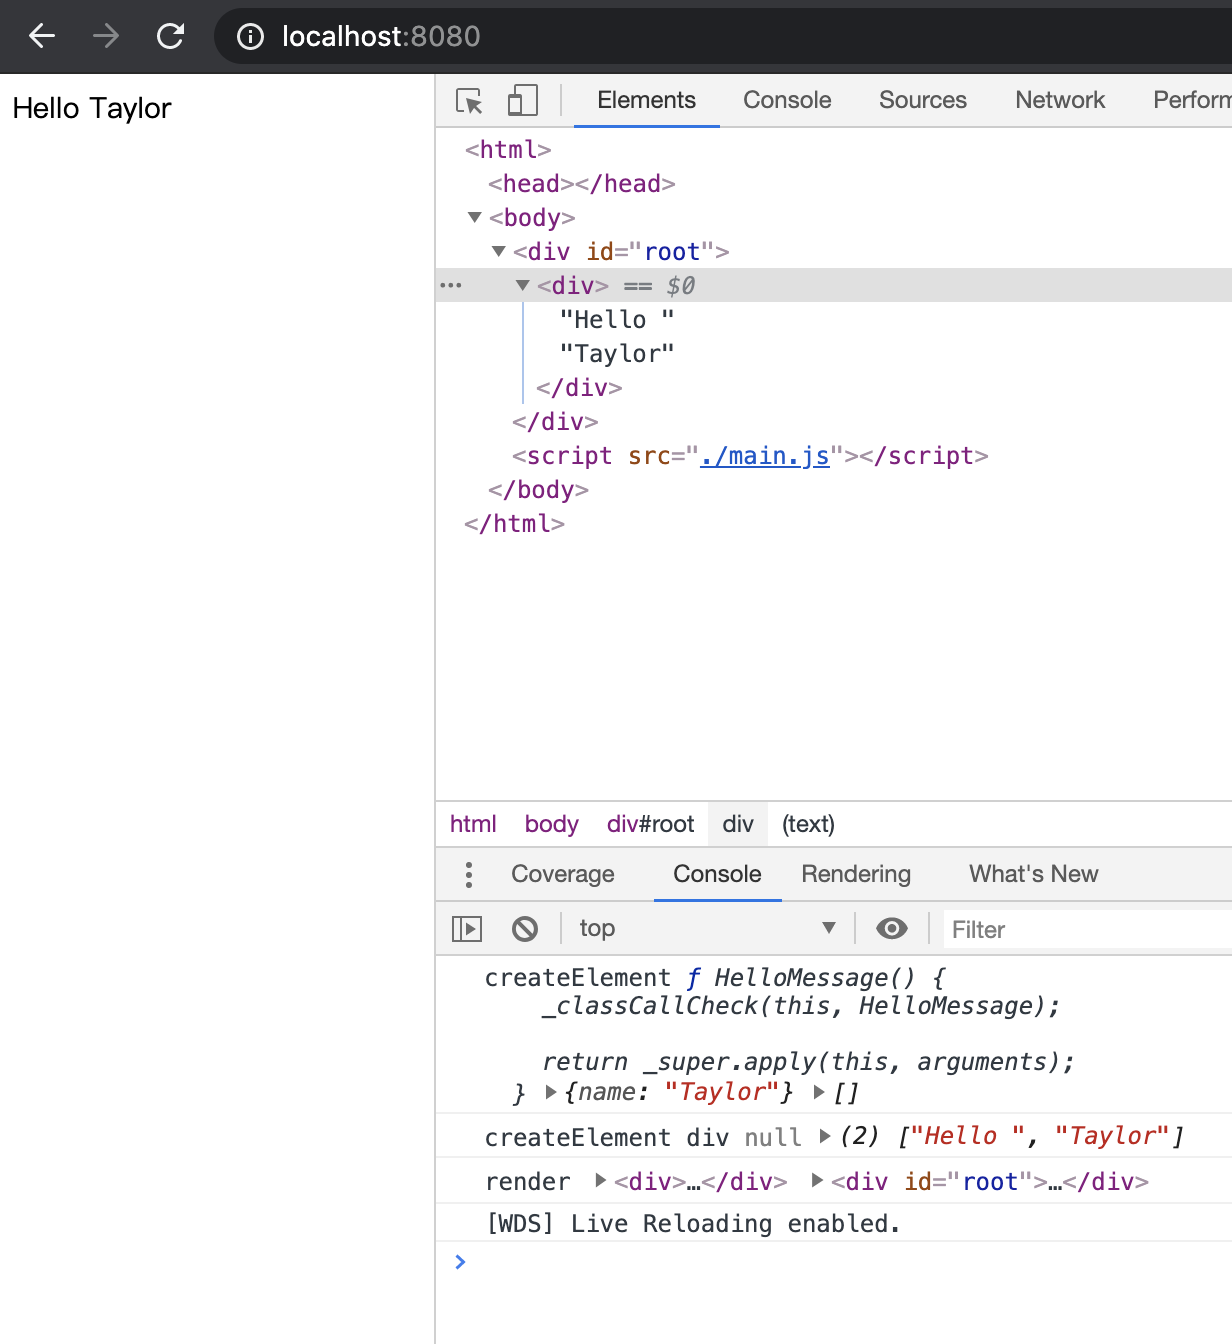 localhost:8080
Hello Taylor
Elements Console Sources Network Perform
<html>
<head></head>
<body>
<div id="root">
<div> == $0
"Hello "
"Taylor"
</div>
</div>
<script src="./main.js"></script>
</body>
</html>
html body div#root div (text)
Coverage Console Rendering What's New
top Filter
createElement ƒ HelloMessage() {
_classCallCheck(this, HelloMessage);
return _super.apply(this, arguments);
} {name: "Taylor"} []
createElement div null (2) ["Hello ", "Taylor"]
render <div>…</div> <div id="root">…</div>
[WDS] Live Reloading enabled.